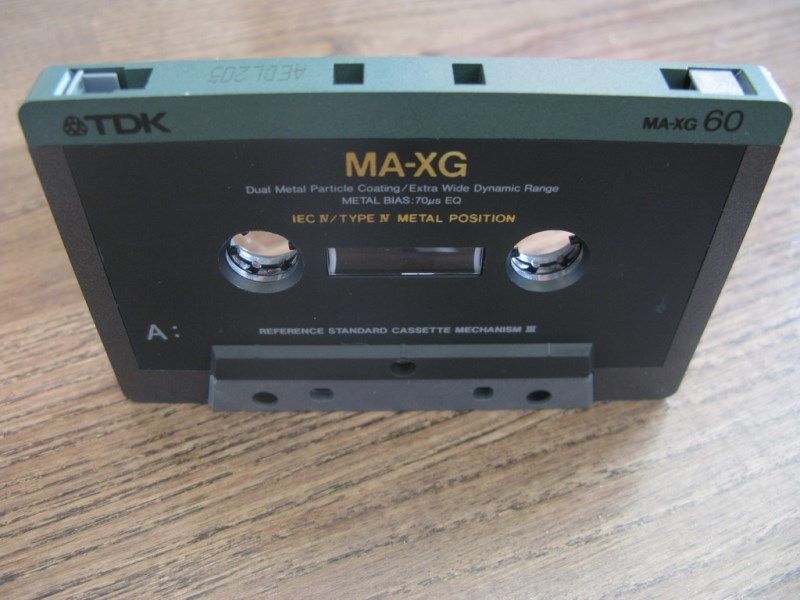 AEDL203
TDK
MA-XG 60
MA-XG
Dual Metal Particle Coating/Extra Wide Dynamic Range
METAL BIAS:70µs EQ
IEC IV/TYPE IV METAL POSITION
A:
REFERENCE STANDARD CASSETTE MECHANISM III